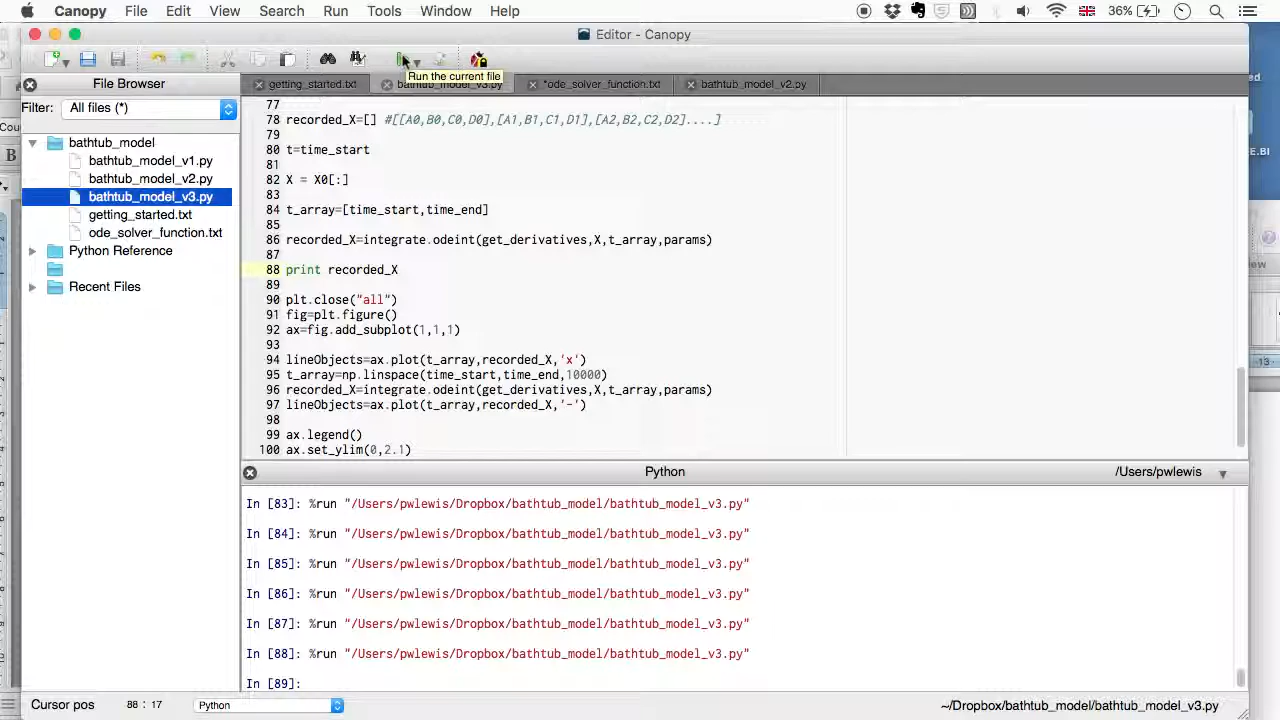 Canopy File Edit View Search Run Tools Window Help 36%
Editor - Canopy
Run the current file
File Browser
getting_started.txt bathtub_model_v3.py *ode_solver_function.txt bathtub_model_v2.py
Filter: All files (*)
bathtub_model
bathtub_model_v1.py
bathtub_model_v2.py
bathtub_model_v3.py
getting_started.txt
ode_solver_function.txt
Python Reference
Recent Files
77
78 recorded_X=[] #[[A0,B0,C0,D0],[A1,B1,C1,D1],[A2,B2,C2,D2]....]
79
80 t=time_start
81
82 X = X0[:]
83
84 t_array=[time_start,time_end]
85
86 recorded_X=integrate.odeint(get_derivatives,X,t_array,params)
87
88 print recorded_X
89
90 plt.close("all")
91 fig=plt.figure()
92 ax=fig.add_subplot(1,1,1)
93
94 lineObjects=ax.plot(t_array,recorded_X,'x')
95 t_array=np.linspace(time_start,time_end,10000)
96 recorded_X=integrate.odeint(get_derivatives,X,t_array,params)
97 lineObjects=ax.plot(t_array,recorded_X,'-')
98
99 ax.legend()
100 ax.set_ylim(0,2.1)
Python /Users/pwlewis
In [83]: %run "/Users/pwlewis/Dropbox/bathtub_model/bathtub_model_v3.py"
In [84]: %run "/Users/pwlewis/Dropbox/bathtub_model/bathtub_model_v3.py"
In [85]: %run "/Users/pwlewis/Dropbox/bathtub_model/bathtub_model_v3.py"
In [86]: %run "/Users/pwlewis/Dropbox/bathtub_model/bathtub_model_v3.py"
In [87]: %run "/Users/pwlewis/Dropbox/bathtub_model/bathtub_model_v3.py"
In [88]: %run "/Users/pwlewis/Dropbox/bathtub_model/bathtub_model_v3.py"
In [89]:
Cursor pos 88 : 17 Python ~/Dropbox/bathtub_model/bathtub_model_v3.py